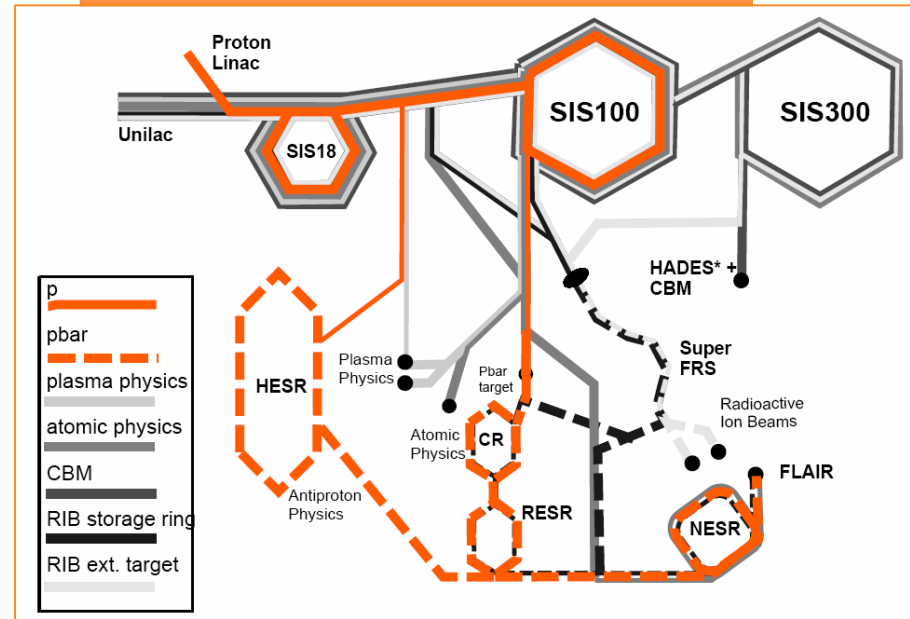 Proton
Linac
Unilac
SIS18
SIS100
SIS300
HADES* +
CBM
p
pbar
plasma physics
atomic physics
CBM
RIB storage ring
RIB ext. target
HESR
Plasma
Physics
Pbar
target
Super
FRS
Atomic
Physics
CR
Radioactive
Ion Beams
Antiproton
Physics
RESR
NESR
FLAIR